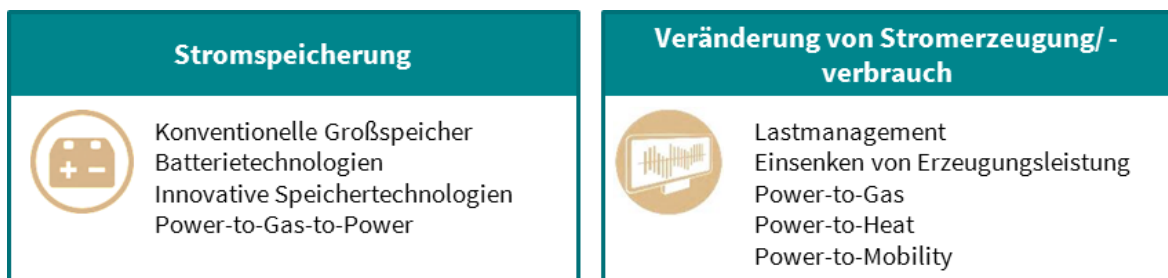 Stromspeicherung
Konventionelle Großspeicher
Batterietechnologien
Innovative Speichertechnologien
Power-to-Gas-to-Power
Veränderung von Stromerzeugung/ -
verbrauch
Lastmanagement
Einsenken von Erzeugungsleistung
Power-to-Gas
Power-to-Heat
Power-to-Mobility